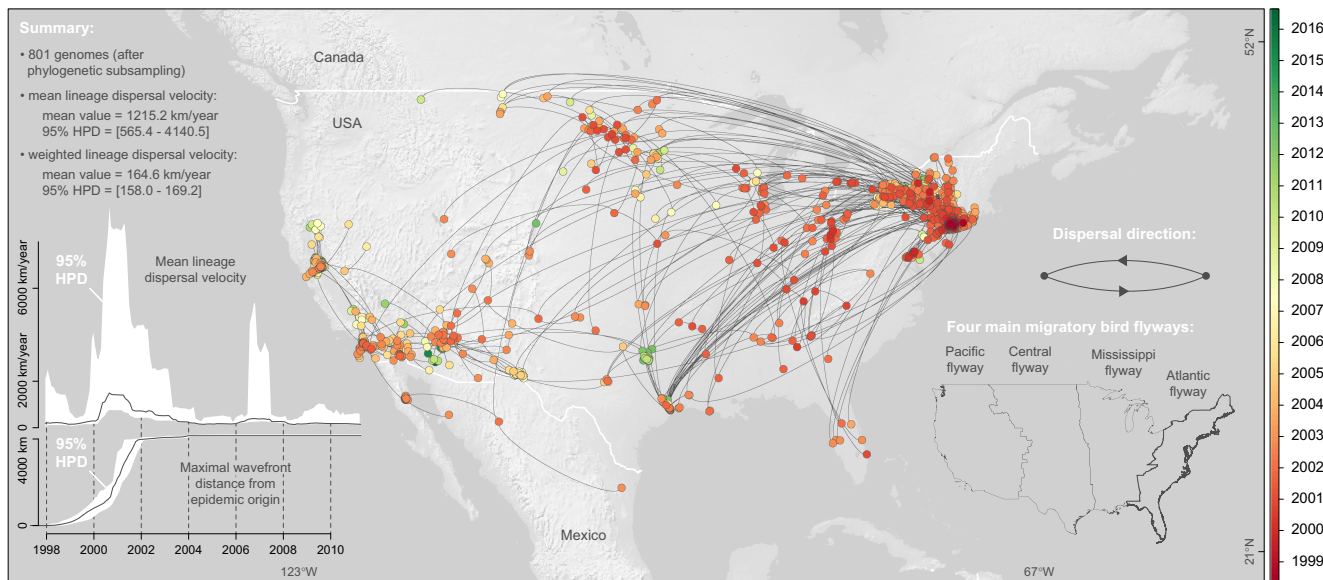 Summary:
• 801 genomes (after
phylogenetic subsampling)
• mean lineage dispersal velocity:
mean value = 1215.2 km/year
95% HPD = [565.4 - 4140.5]
• weighted lineage dispersal velocity:
mean value = 164.6 km/year
95% HPD = [158.0 - 169.2]
Canada
USA
Mexico
52°N
21°N
123°W
67°W
95%
HPD
Mean lineage
dispersal velocity
6000 km/year
2000 km/year
0
95%
HPD
Maximal wavefront
distance from
epidemic origin
4000 km
0
1998 2000 2002 2004 2006 2008 2010
Dispersal direction:
Four main migratory bird flyways:
Pacific
flyway
Central
flyway
Mississippi
flyway
Atlantic
flyway
2016
2015
2014
2013
2012
2011
2010
2009
2008
2007
2006
2005
2004
2003
2002
2001
2000
1999